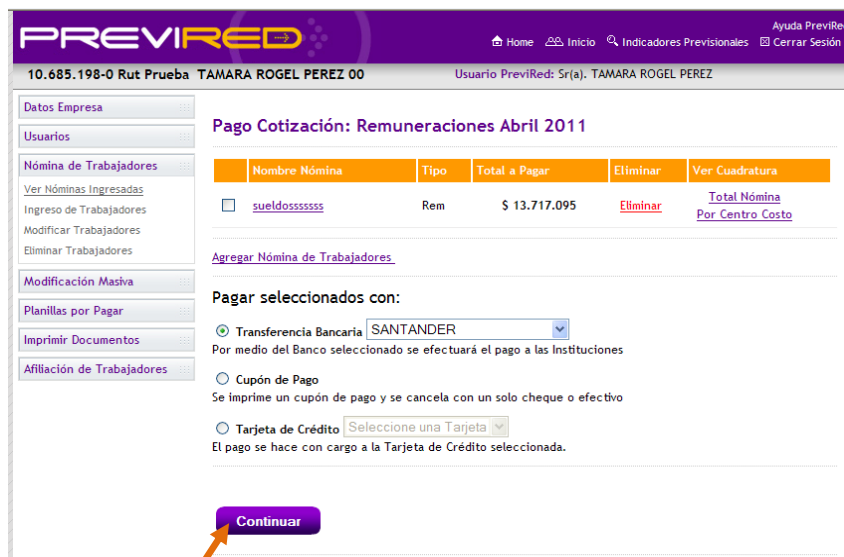 PREVIRED
Ayuda PreviRe
Home Inicio Indicadores Previsionales Cerrar Sesión
10.685.198-0 Rut Prueba TAMARA ROGEL PEREZ 00 Usuario PreviRed: Sr(a). TAMARA ROGEL PEREZ
Datos Empresa
Usuarios
Nómina de Trabajadores
Ver Nóminas Ingresadas
Ingreso de Trabajadores
Modificar Trabajadores
Eliminar Trabajadores
Modificación Masiva
Planillas por Pagar
Imprimir Documentos
Afiliación de Trabajadores
Pago Cotización: Remuneraciones Abril 2011
Nombre Nómina Tipo Total a Pagar Eliminar Ver Cuadratura
sueldosssssss Rem $ 13.717.095 Eliminar Total Nómina
Por Centro Costo
Agregar Nómina de Trabajadores
Pagar seleccionados con:
Transferencia Bancaria SANTANDER
Por medio del Banco seleccionado se efectuará el pago a las Instituciones
Cupón de Pago
Se imprime un cupón de pago y se cancela con un solo cheque o efectivo
Tarjeta de Crédito Seleccione una Tarjeta
El pago se hace con cargo a la Tarjeta de Crédito seleccionada.
Continuar